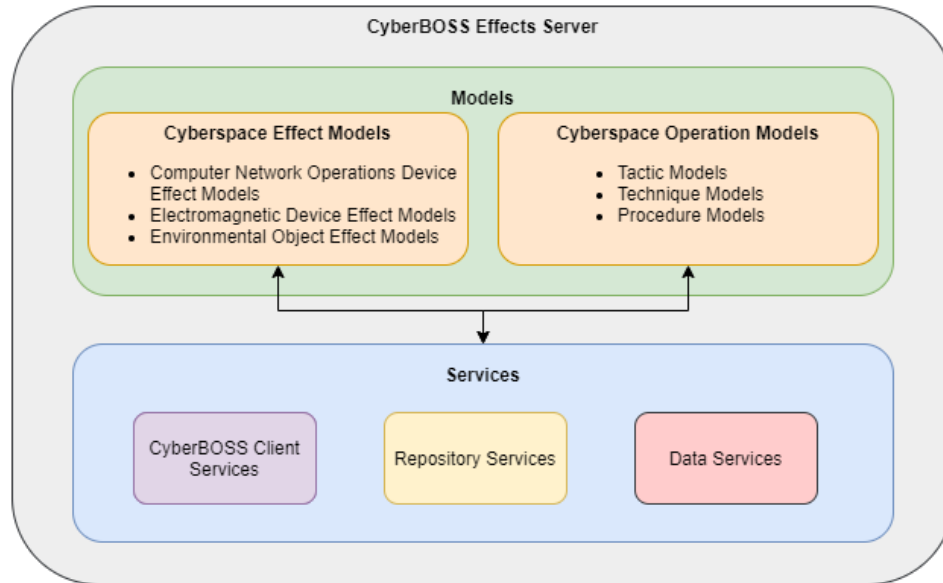 CyberBOSS Effects Server
Models
Cyberspace Effect Models
• Computer Network Operations Device
Effect Models
• Electromagnetic Device Effect Models
• Environmental Object Effect Models
Cyberspace Operation Models
• Tactic Models
• Technique Models
• Procedure Models
Services
CyberBOSS Client
Services
Repository Services
Data Services